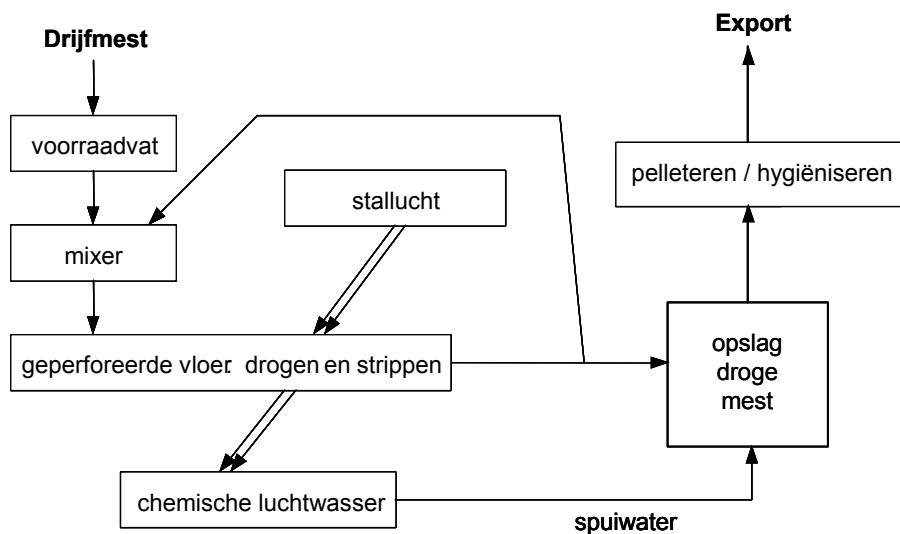 Drijfmest
Export
voorraadvat
pelleteren / hygiëniseren
stallucht
mixer
geperforeerde vloer. drogen en strippen
opslag
droge
mest
chemische luchtwasser
spuiwater